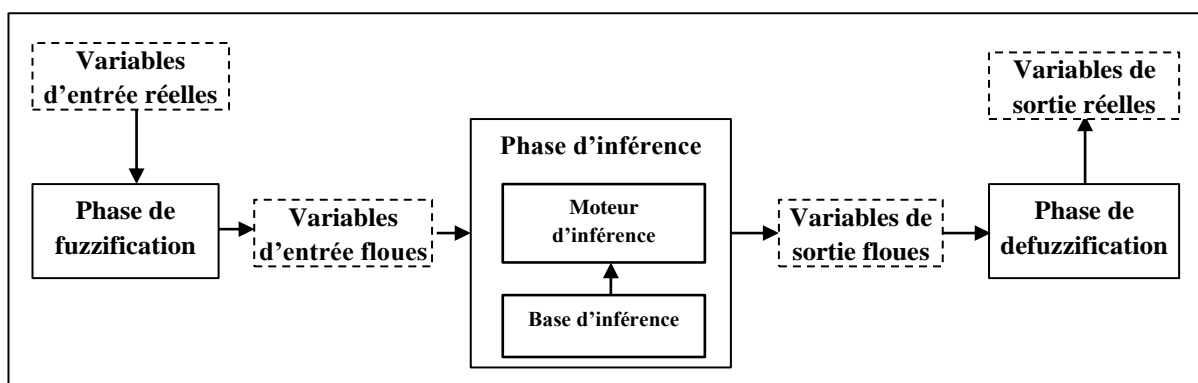 Variables
d’entrée réelles
Phase de
fuzzification
Variables
d’entrée floues
Phase d’inférence
Moteur
d’inférence
Base d’inférence
Variables de
sortie floues
Phase de
defuzzification
Variables de
sortie réelles